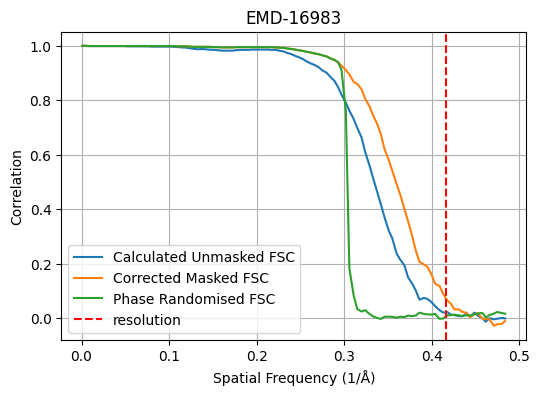 EMD-16983
Correlation
1.0
0.8
0.6
0.4
0.2
0.0
Calculated Unmasked FSC
Corrected Masked FSC
Phase Randomised FSC
resolution
0.0 0.1 0.2 0.3 0.4 0.5
Spatial Frequency (1/Å)